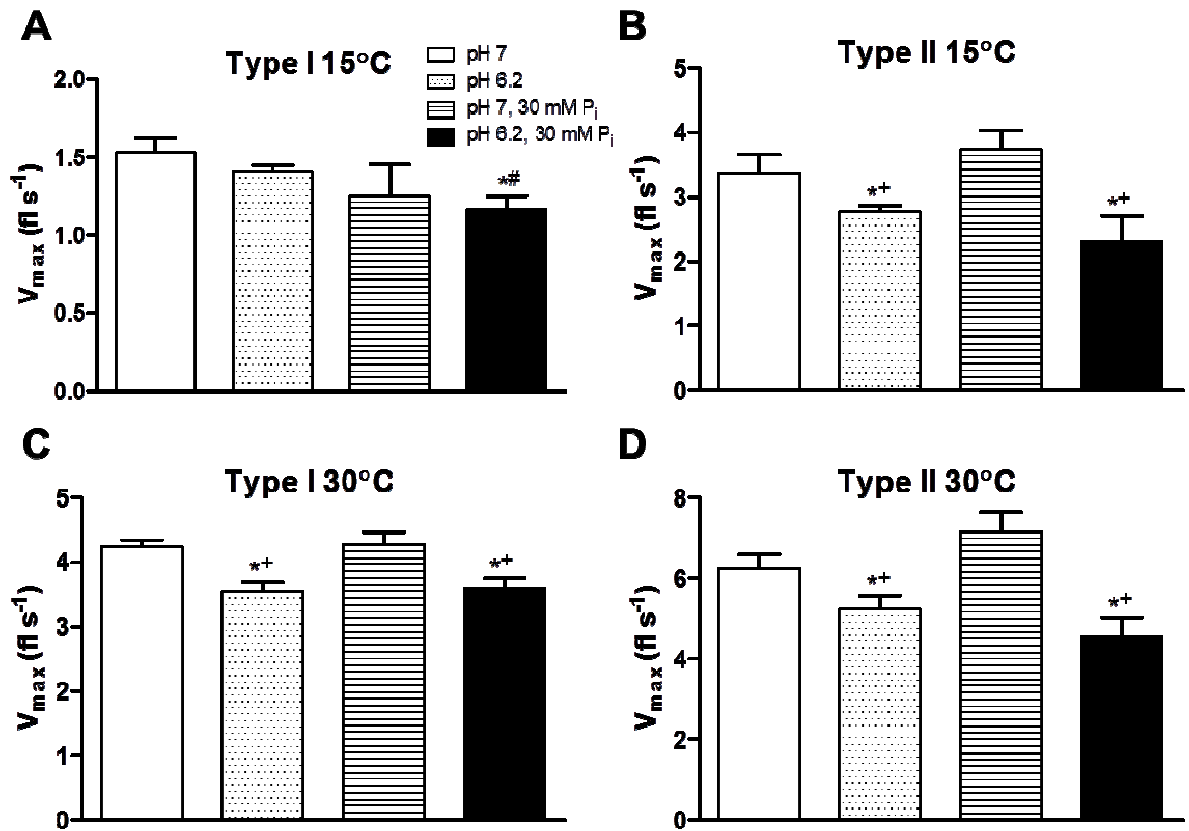 A
Type I 15°C
pH 7
pH 6.2
pH 7, 30 mM Pi
pH 6.2, 30 mM Pi
2.0
1.5
1.0
0.5
0.0
Vmax (fl s-1)
*#
B
Type II 15°C
5
4
3
2
1
0
Vmax (fl s-1)
*+
*+
C
Type I 30°C
5
4
3
2
1
0
Vmax (fl s-1)
*+
*+
D
Type II 30°C
8
6
4
2
0
Vmax (fl s-1)
*+
*+